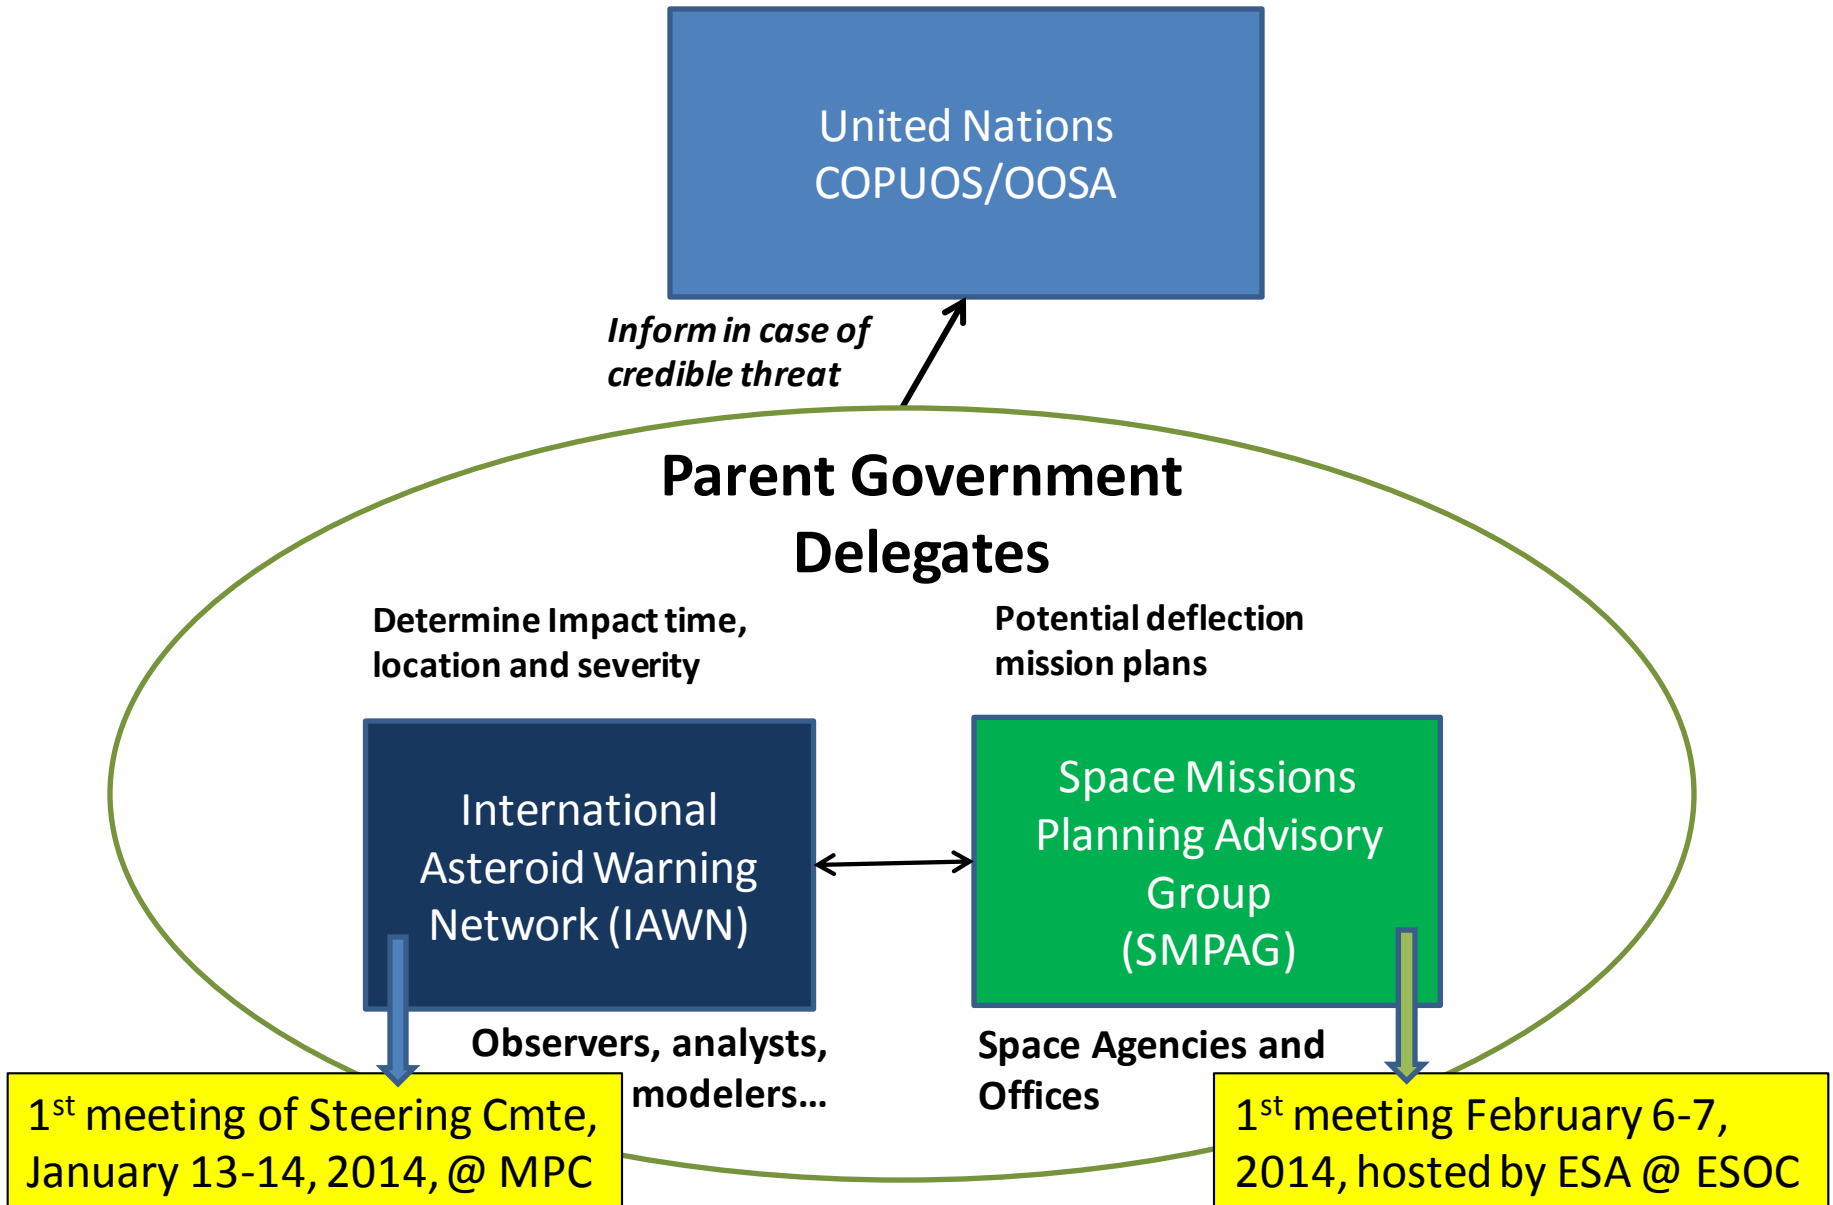 United Nations
COPUOS/OOSA
Inform in case of
credible threat
Parent Government
Delegates
Determine Impact time,
location and severity
Potential deflection
mission plans
International
Asteroid Warning
Network (IAWN)
Space Missions
Planning Advisory
Group
(SMPAG)
Observers, analysts,
modelers...
Space Agencies and
Offices
1st meeting of Steering Cmte,
January 13-14, 2014, @ MPC
1st meeting February 6-7,
2014, hosted by ESA @ ESOC